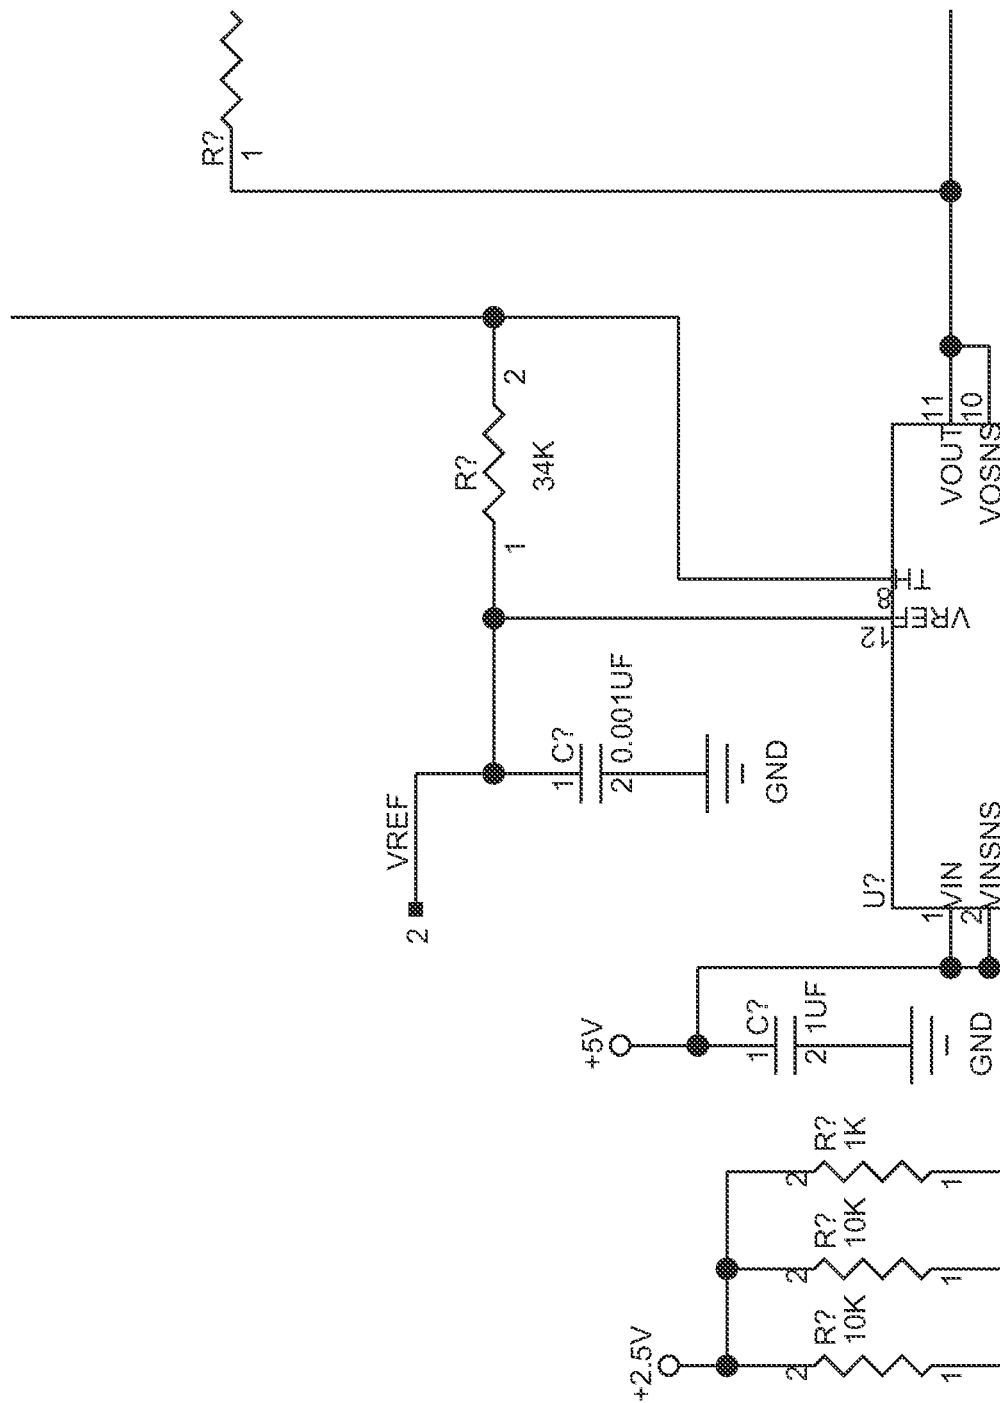 R?
1
R?
34K
1
2
VREF
2
C?
1
2
0.001UF
GND
+5V
C?
1
2
1UF
GND
U?
1
VIN
2
VINSNS
12
VREF
8
TH
11
VOUT
10
VOSNS
+2.5V
R?
10K
2
1
R?
10K
2
1
R?
1K
2
1